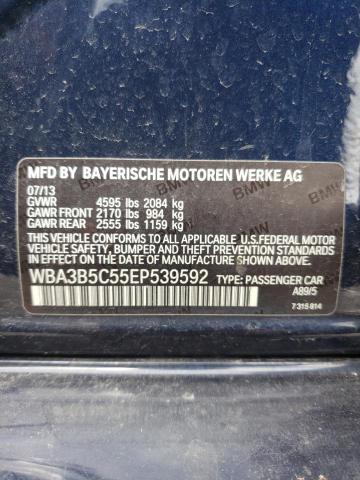 MFD BY BAYERISCHE MOTOREN WERKE AG
07/13
GVWR 4595 lbs 2084 kg
GAWR FRONT 2170 lbs 984 kg
GAWR REAR 2555 lbs 1159 kg
THIS VEHICLE CONFORMS TO ALL APPLICABLE U.S.FEDERAL MOTOR
VEHICLE SAFETY, BUMPER, AND THEFT PREVENTION STANDARDS
IN EFFECT ON THE DATE OF MANUFACTURE SHOWN ABOVE.
WBA3B5C55EP539592 TYPE: PASSENGER CAR
A89/5
7 315 814